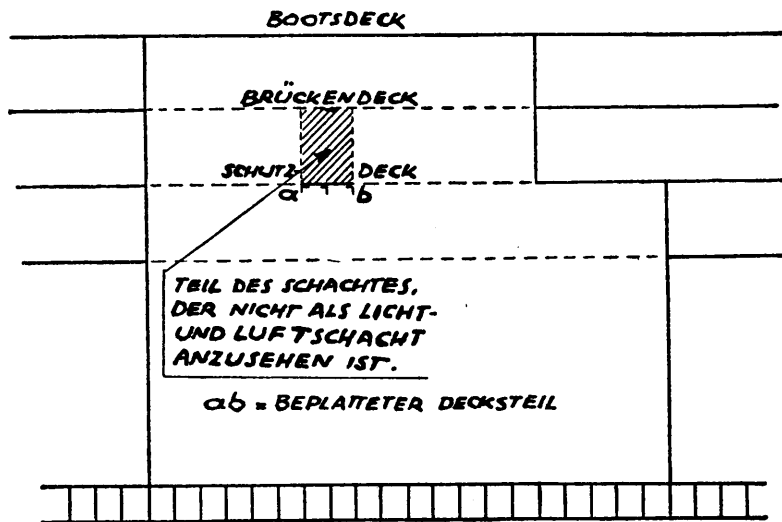 BOOTSDECK
BRÜCKENDECK
SCHUTZ DECK
a b
TEIL DES SCHACHTES,
DER NICHT ALS LICHT-
UND LUFTSCHACHT
ANZUSEHEN IST.
ab = BEPLATTETER DECKSTEIL